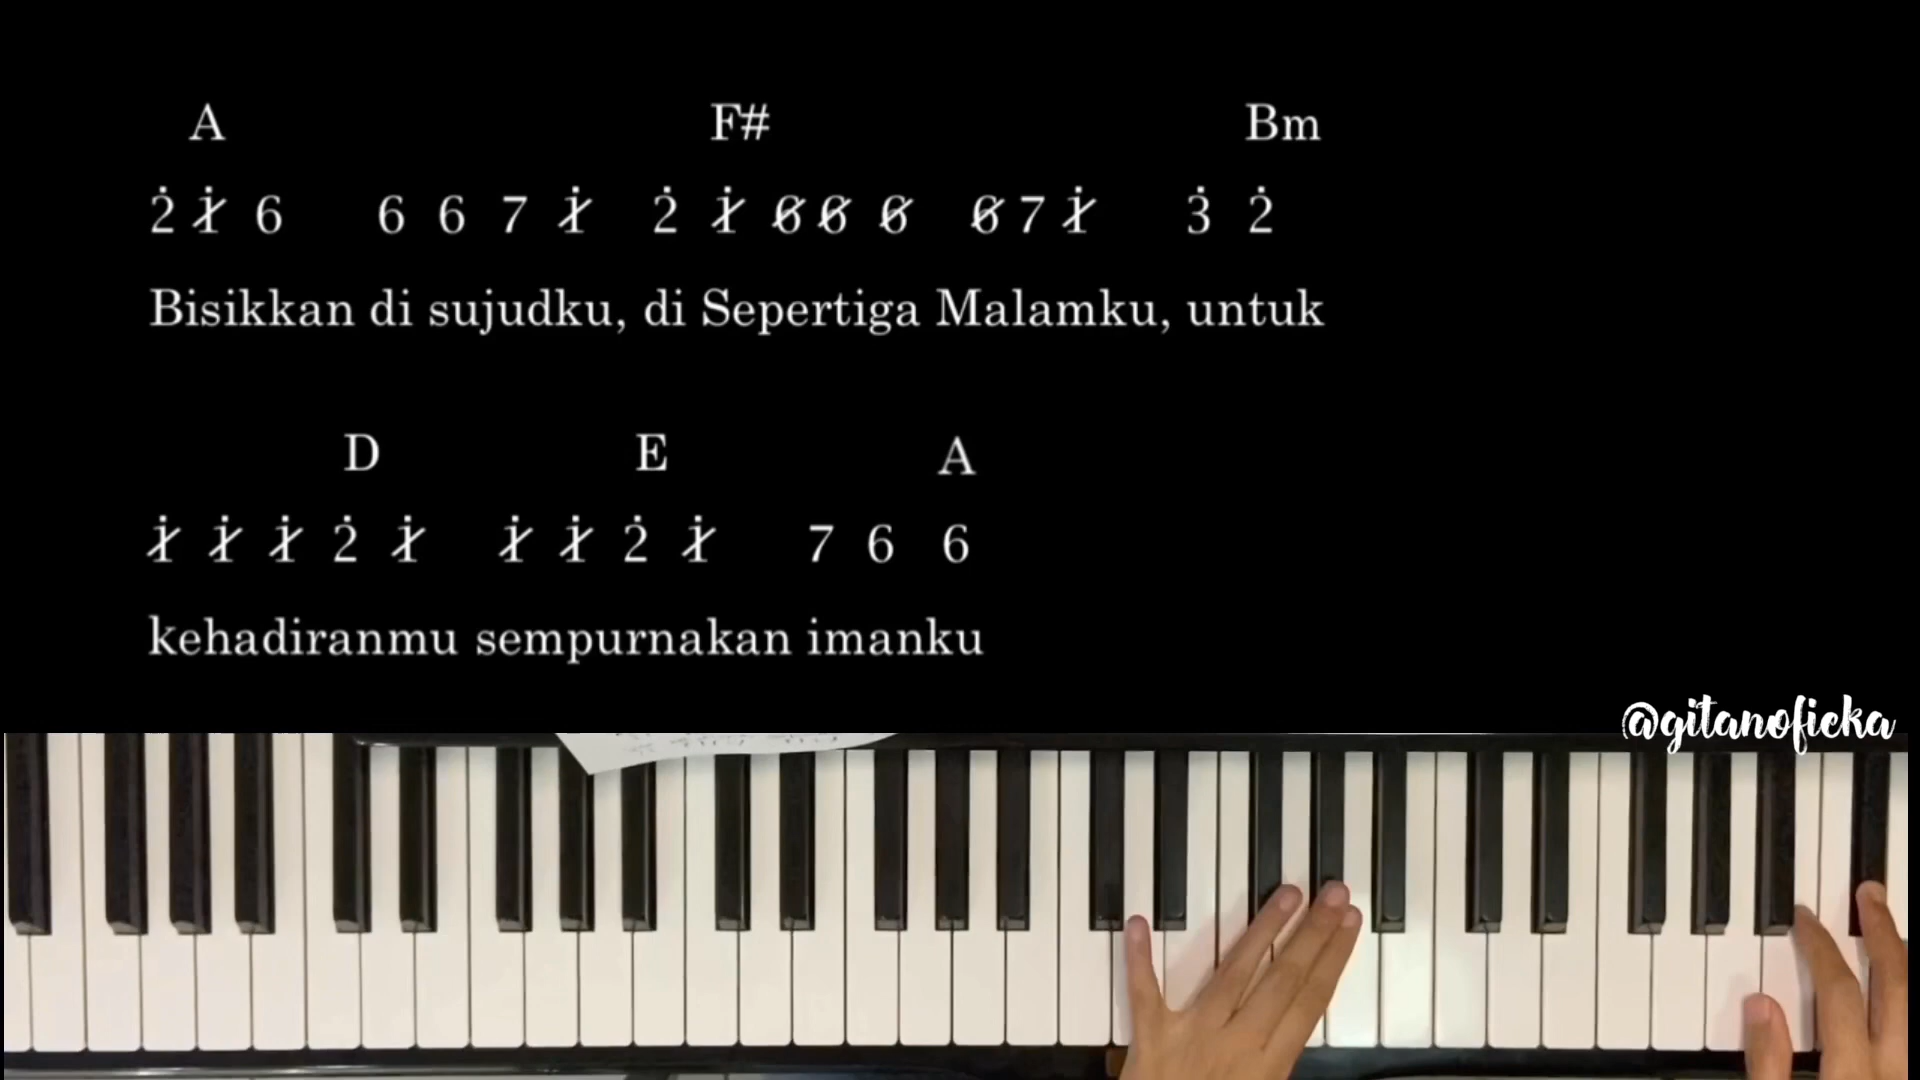 A F# Bm
2̇ 1̸̇ 6 6 6 7 1̸̇ 2̇ 1̸̇ 6̸ 6̸ 6̸ 6̸ 7 1̸̇ 3̇ 2̇
Bisikkan di sujudku, di Sepertiga Malamku, untuk
D E A
1̸̇ 1̸̇ 1̸̇ 2̇ 1̸̇ 1̸̇ 1̸̇ 2̇ 1̸̇ 7 6 6
kehadiranmu sempurnakan imanku
@gitanoficka